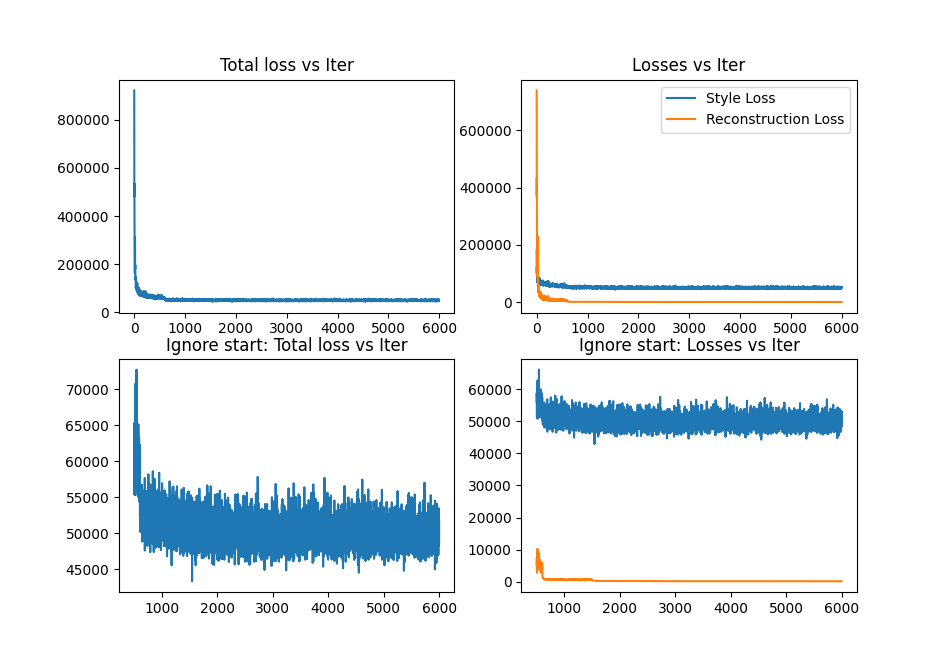 Total loss vs Iter
800000
600000
400000
200000
0
0 1000 2000 3000 4000 5000 6000
Losses vs Iter
Style Loss
Reconstruction Loss
600000
400000
200000
0
0 1000 2000 3000 4000 5000 6000
Ignore start: Total loss vs Iter
70000
65000
60000
55000
50000
45000
1000 2000 3000 4000 5000 6000
Ignore start: Losses vs Iter
60000
50000
40000
30000
20000
10000
0
1000 2000 3000 4000 5000 6000